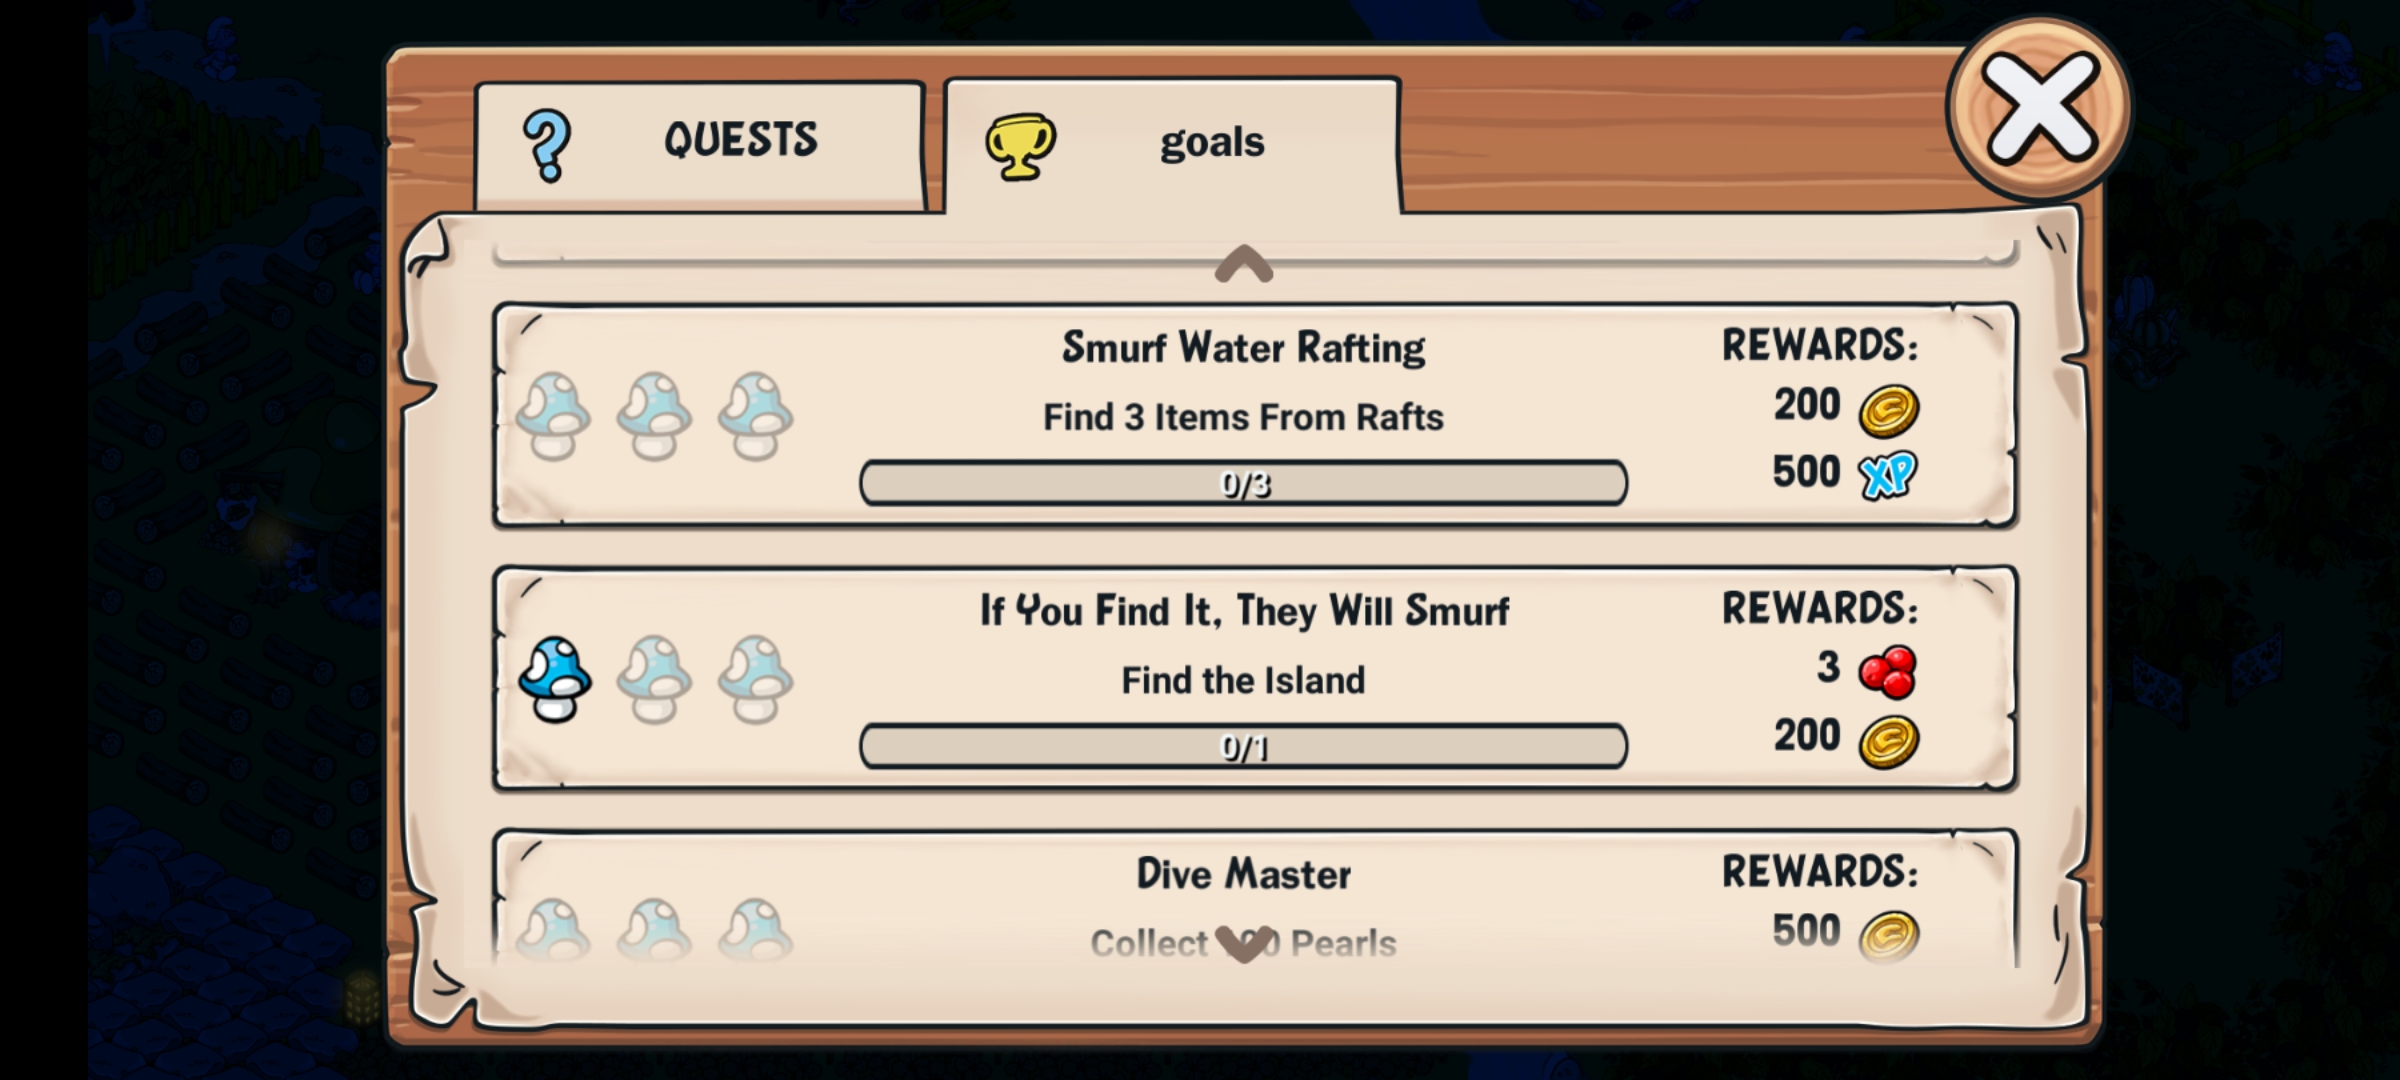 QUESTS
goals
Smurf Water Rafting
Find 3 Items From Rafts
0/3
REWARDS:
200
500 XP
If You Find It, They Will Smurf
Find the Island
0/1
REWARDS:
3
200
Dive Master
Collect Pearls
REWARDS:
500